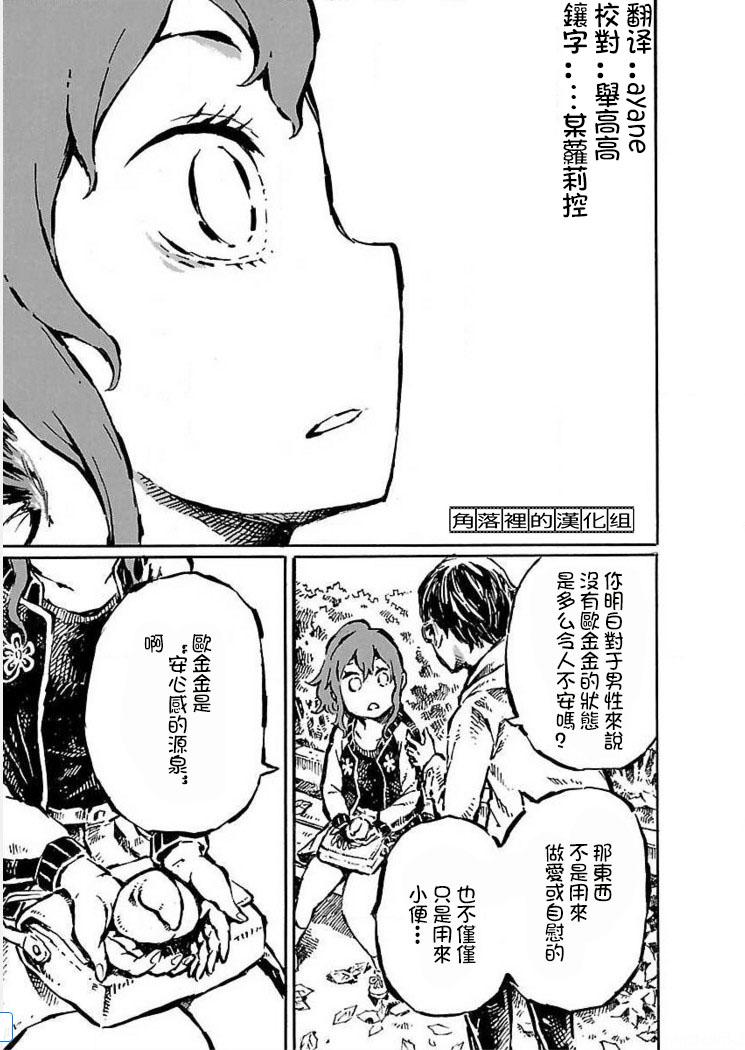 翻译：ayane
校對：舉高高
鑲字：…某蘿莉控
角落裡的漢化组
你明白對于男性來說
沒有歐金金的狀態
是多么令人不安嗎？
那東西
不是用來
做愛或自慰的
也不僅僅
只是用來
小便…
歐金金是
“安心感的源泉”
啊